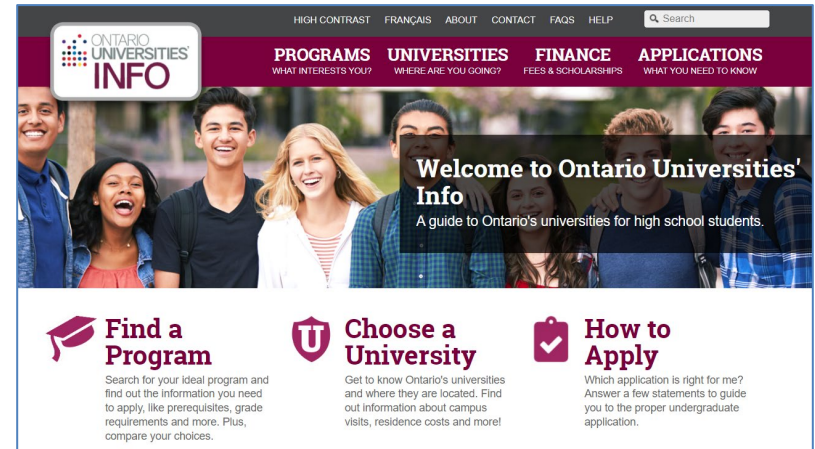 HIGH CONTRAST FRANÇAIS ABOUT CONTACT FAQS HELP Search
ONTARIO
UNIVERSITIES'
INFO
PROGRAMS UNIVERSITIES FINANCE APPLICATIONS
WHAT INTERESTS YOU? WHERE ARE YOU GOING? FEES & SCHOLARSHIPS WHAT YOU NEED TO KNOW
Welcome to Ontario Universities'
Info
A guide to Ontario's universities for high school students.
Find a
Program
Search for your ideal program and
find out the information you need
to apply, like prerequisites, grade
requirements and more. Plus,
compare your choices.
U
Choose a
University
Get to know Ontario's universities
and where they are located. Find
out information about campus
visits, residence costs and more!
How to
Apply
Which application is right for me?
Answer a few statements to guide
you to the proper undergraduate
application.